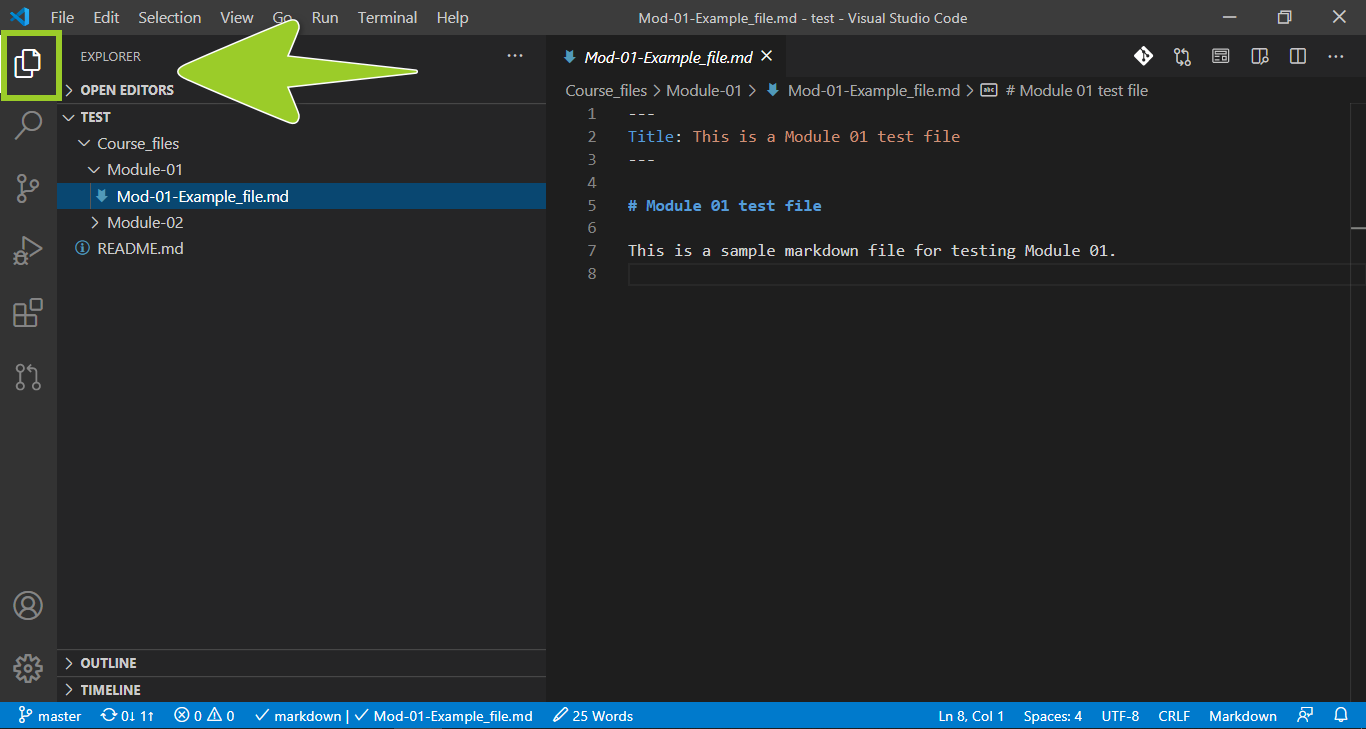 File Edit Selection View Go Run Terminal Help Mod-01-Example_file.md - test - Visual Studio Code
EXPLORER
OPEN EDITORS
TEST
Course_files
Module-01
Mod-01-Example_file.md
Module-02
README.md
OUTLINE
TIMELINE
Mod-01-Example_file.md
Course_files > Module-01 > Mod-01-Example_file.md > abc # Module 01 test file
1 ---
2 Title: This is a Module 01 test file
3 ---
4
5 # Module 01 test file
6
7 This is a sample markdown file for testing Module 01.
8
master 0↓ 1↑ 0 0 markdown | Mod-01-Example_file.md 25 Words Ln 8, Col 1 Spaces: 4 UTF-8 CRLF Markdown